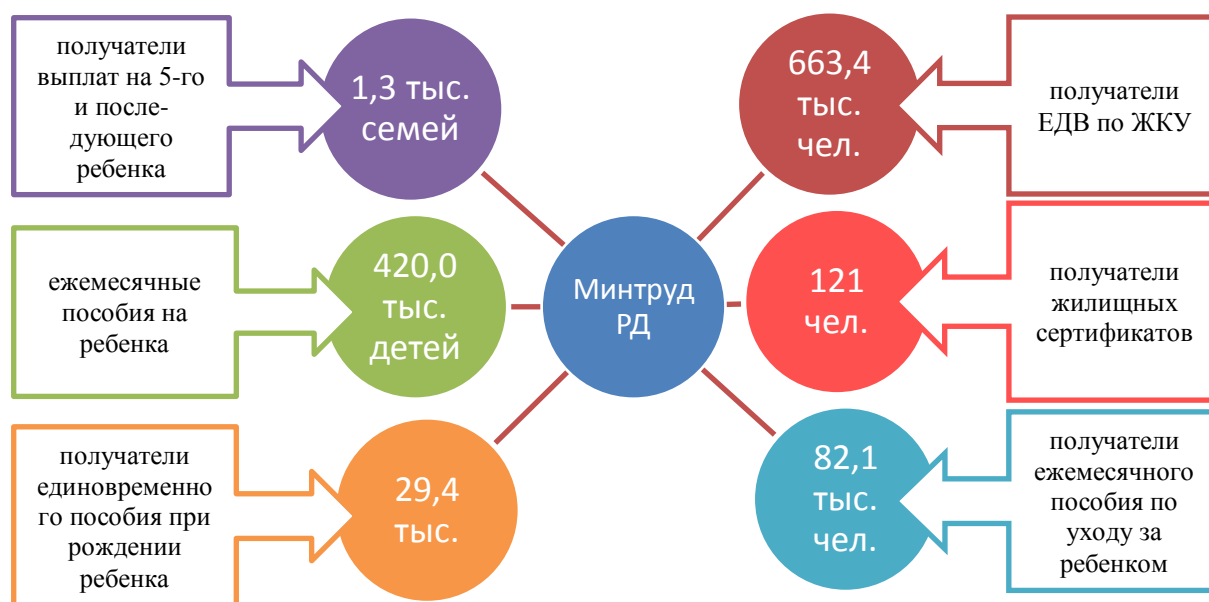 получатели
выплат на 5-го
и после-
дующего
ребенка
1,3 тыс.
семей
663,4
тыс.
чел.
получатели
ЕДВ по ЖКУ
ежемесячные
пособия на
ребенка
420,0
тыс.
детей
Минтруд
РД
121
чел.
получатели
жилищных
сертификатов
получатели
единовременно
го пособия при
рождении
ребенка
29,4
тыс.
82,1
тыс.
чел.
получатели
ежемесячного
пособия по
уходу за
ребенком